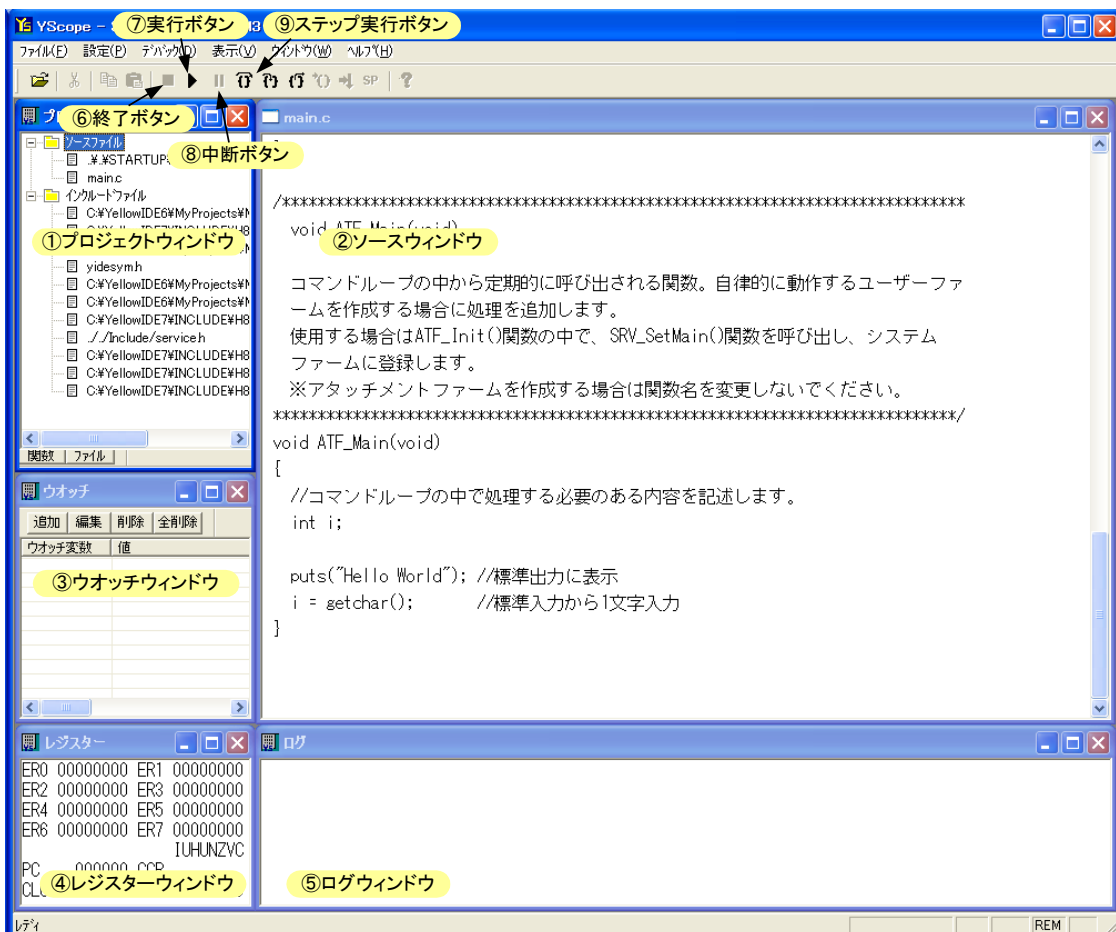 YScope -
⑦実行ボタン
⑨ステップ実行ボタン
ファイル(F) 設定(P) デバック(D) 表示(V) ウィンドウ(W) ヘルプ(H)
SP
⑥終了ボタン
⑧中断ボタン
ソースファイル
.¥.¥STARTUP
main.c
インクルードファイル
C:¥YellowIDE6¥MyProjects¥
①プロジェクトウィンドウ
yidesym.h
C:¥YellowIDE6¥MyProjects¥
C:¥YellowIDE6¥MyProjects¥
C:¥YellowIDE7¥INCLUDE¥H8
././Include/service.h
C:¥YellowIDE7¥INCLUDE¥H8
C:¥YellowIDE7¥INCLUDE¥H8
関数 ファイル
main.c
/********************************************************************************
void ATF_Main(void)
②ソースウィンドウ
コマンドループの中から定期的に呼び出される関数。自律的に動作するユーザーファ
ームを作成する場合に処理を追加します。
使用する場合はATF_Init()関数の中で、SRV_SetMain()関数を呼び出し、システム
ファームに登録します。
※アタッチメントファームを作成する場合は関数名を変更しないでください。
********************************************************************************/
void ATF_Main(void)
{
//コマンドループの中で処理する必要のある内容を記述します。
int i;
puts("Hello World"); //標準出力に表示
i = getchar(); //標準入力から1文字入力
}
ウオッチ
追加 編集 削除 全削除
ウオッチ変数 値
③ウオッチウィンドウ
レジスター
ER0 00000000 ER1 00000000
ER2 00000000 ER3 00000000
ER4 00000000 ER5 00000000
ER6 00000000 ER7 00000000
IUHUNZVC
PC 000000 CCR
④レジスターウィンドウ
ログ
⑤ログウィンドウ
レディ
REM